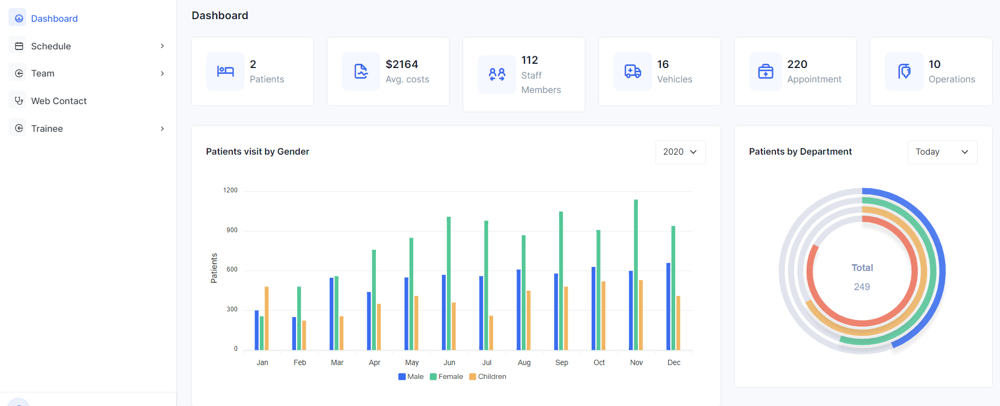 Dashboard
Schedule
Team
Web Contact
Trainee
Dashboard
2
Patients
$2164
Avg. costs
112
Staff
Members
16
Vehicles
220
Appointment
10
Operations
Patients visit by Gender
2020
1200
900
600
300
0
Patients
Jan Feb Mar Apr May Jun Jul Aug Sep Oct Nov Dec
Male Female Children
Patients by Department
Today
Total
249